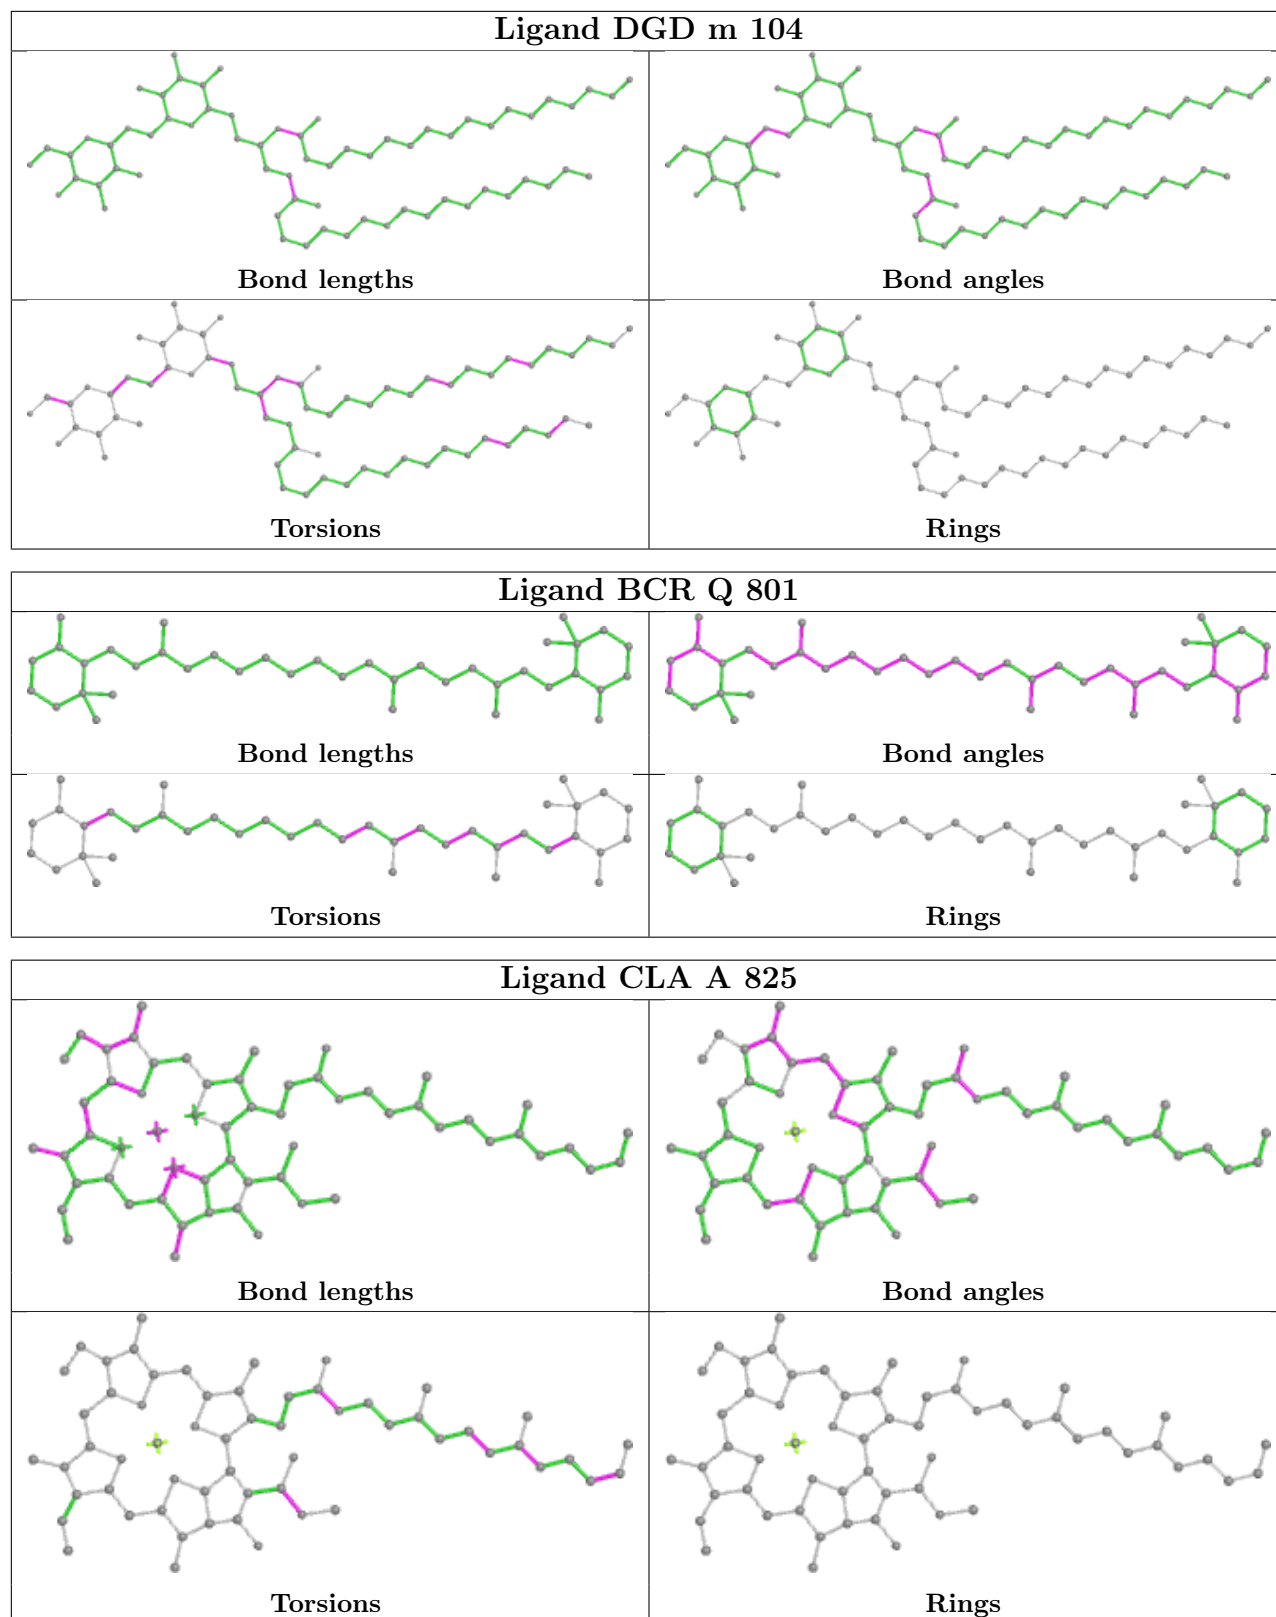 Ligand DGD m 104
Bond lengths
Bond angles
Torsions
Rings
Ligand BCR Q 801
Bond lengths
Bond angles
Torsions
Rings
Ligand CLA A 825
Bond lengths
Bond angles
Torsions
Rings